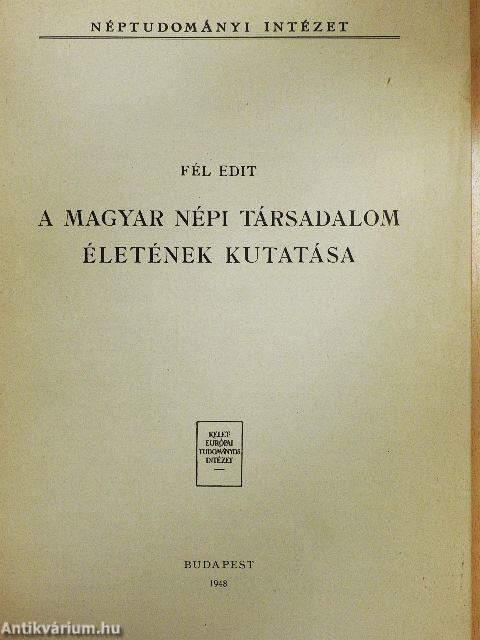 NÉPTUDOMÁNYI INTÉZET
FÉL EDIT
A MAGYAR NÉPI TÁRSADALOM
ÉLETÉNEK KUTATÁSA
KELET-
EURÓPAI
TUDOMÁNYOS
INTÉZET
BUDAPEST
1948
Antikvárium.hu